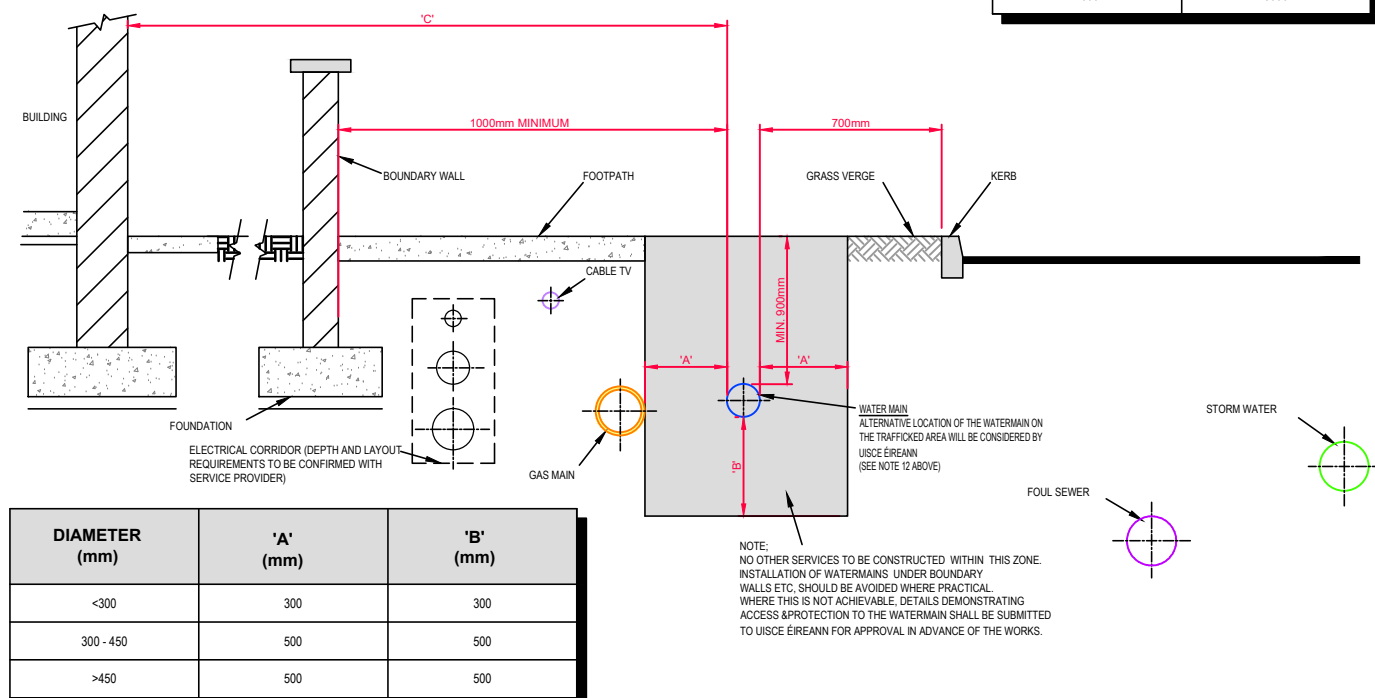 'C'
BUILDING
1000mm MINIMUM
700mm
BOUNDARY WALL
FOOTPATH
GRASS VERGE
KERB
CABLE TV
MIN. 900mm
'A'
'A'
'B'
FOUNDATION
ELECTRICAL CORRIDOR (DEPTH AND LAYOUT
REQUIREMENTS TO BE CONFIRMED WITH
SERVICE PROVIDER)
GAS MAIN
WATER MAIN
ALTERNATIVE LOCATION OF THE WATERMAIN ON
THE TRAFFICKED AREA WILL BE CONSIDERED BY
UISCE ÉIREANN
(SEE NOTE 12 ABOVE)
STORM WATER
FOUL SEWER
NOTE;
NO OTHER SERVICES TO BE CONSTRUCTED WITHIN THIS ZONE.
INSTALLATION OF WATERMAINS UNDER BOUNDARY
WALLS ETC, SHOULD BE AVOIDED WHERE PRACTICAL.
WHERE THIS IS NOT ACHIEVABLE, DETAILS DEMONSTRATING
ACCESS &PROTECTION TO THE WATERMAIN SHALL BE SUBMITTED
TO UISCE ÉIREANN FOR APPROVAL IN ADVANCE OF THE WORKS.
DIAMETER (mm) 'A' (mm) 'B' (mm)
<300 300 300
300 - 450 500 500
>450 500 500